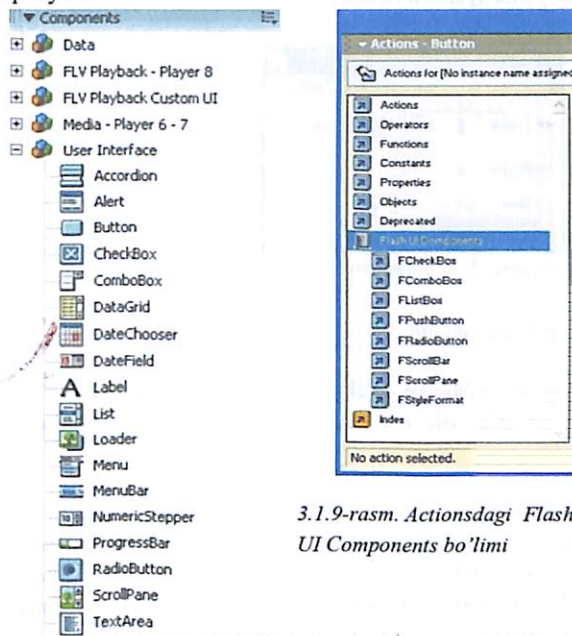 Components
Data
FLV Playback - Player 8
FLV Playback Custom UI
Media - Player 6 - 7
User Interface
Accordion
Alert
Button
CheckBox
ComboBox
DataGrid
DateChooser
DateField
Label
List
Loader
Menu
MenuBar
NumericStepper
ProgressBar
RadioButton
ScrollPane
TextArea
Actions - Button
Actions for [No instance name assigned
Actions
Operators
Functions
Constants
Properties
Objects
Deprecated
Flash UI Components
FCheckBox
FComboBox
FListBox
FPushButton
FRadioButton
FScrollBar
FScrollPane
FStyleFormat
Index
No action selected.
3.1.9-rasm. Actionsdagi Flash
UI Components bo'limi